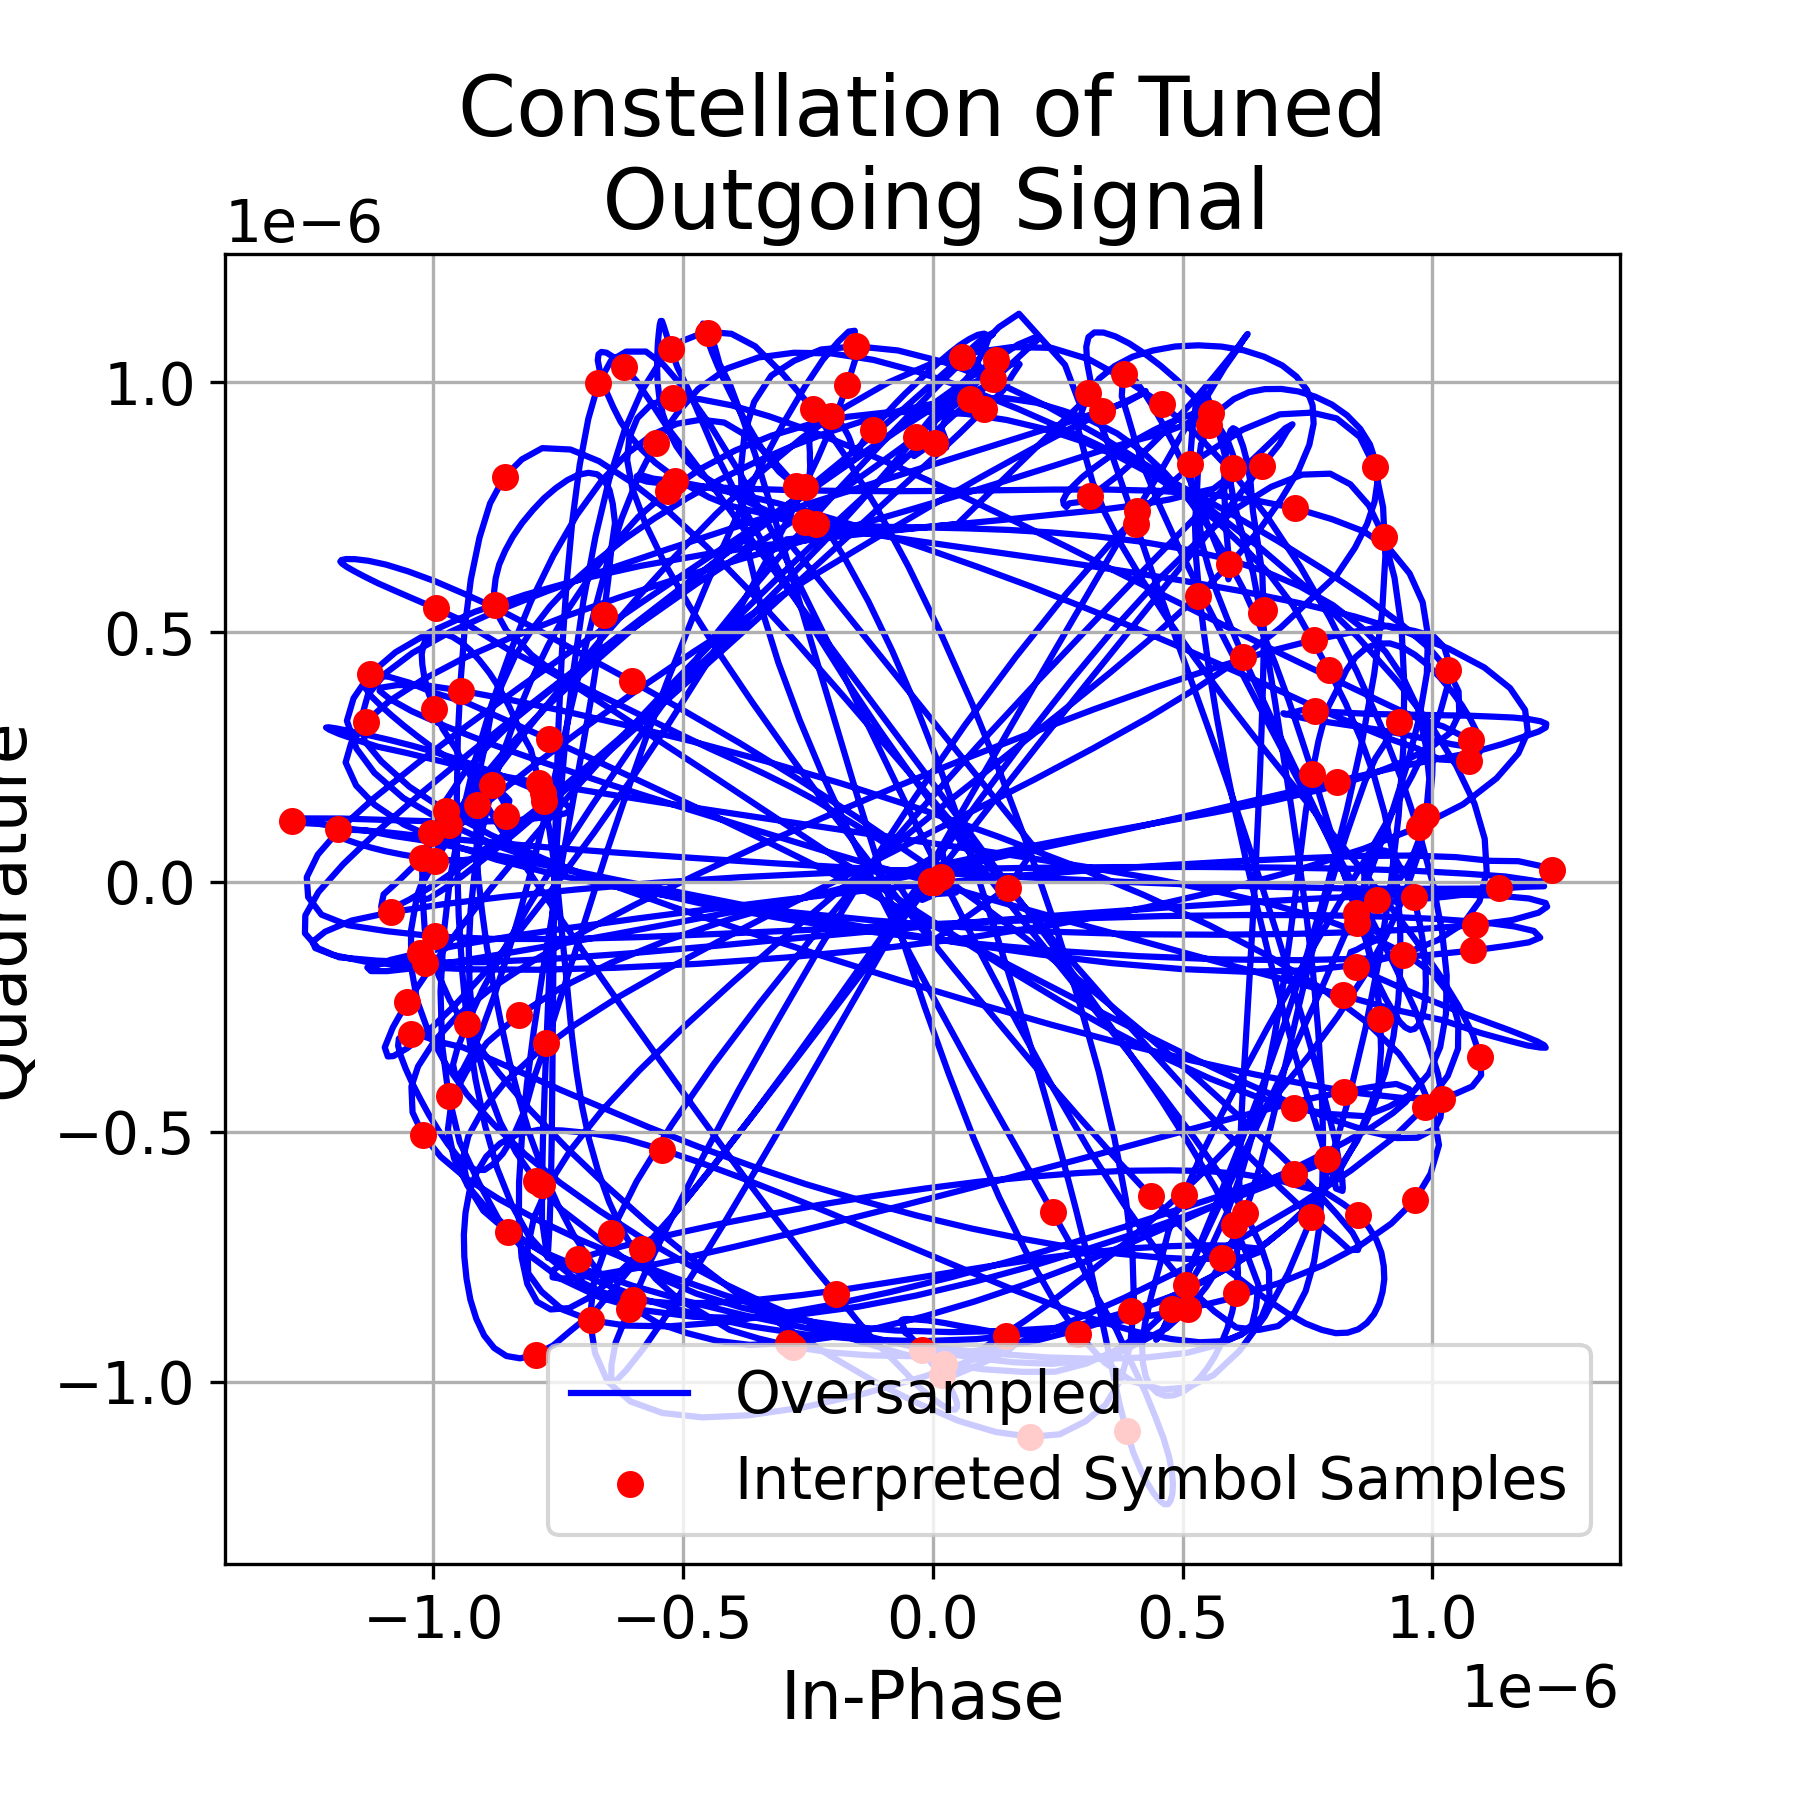 Constellation of Tuned
Outgoing Signal
1e−6
1.0
0.5
0.0
−0.5
−1.0
Quadrature
Oversampled
Interpreted Symbol Samples
−1.0 −0.5 0.0 0.5 1.0
In-Phase
1e−6